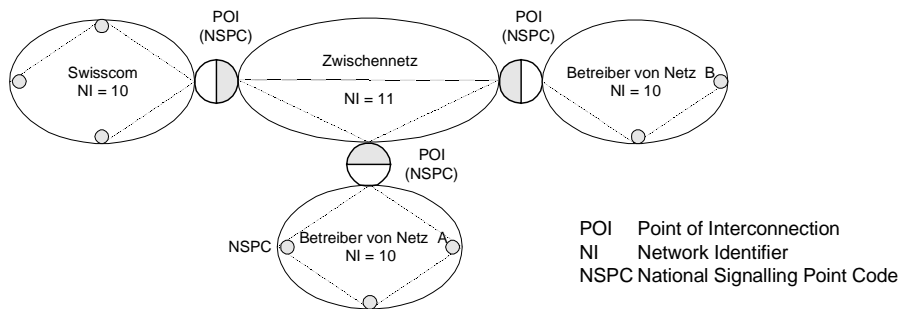 POI
(NSPC)
POI
(NSPC)
Swisscom
NI = 10
Zwischennetz
NI = 11
Betreiber von Netz B
NI = 10
POI
(NSPC)
NSPC
Betreiber von Netz A
NI = 10
POI Point of Interconnection
NI Network Identifier
NSPC National Signalling Point Code